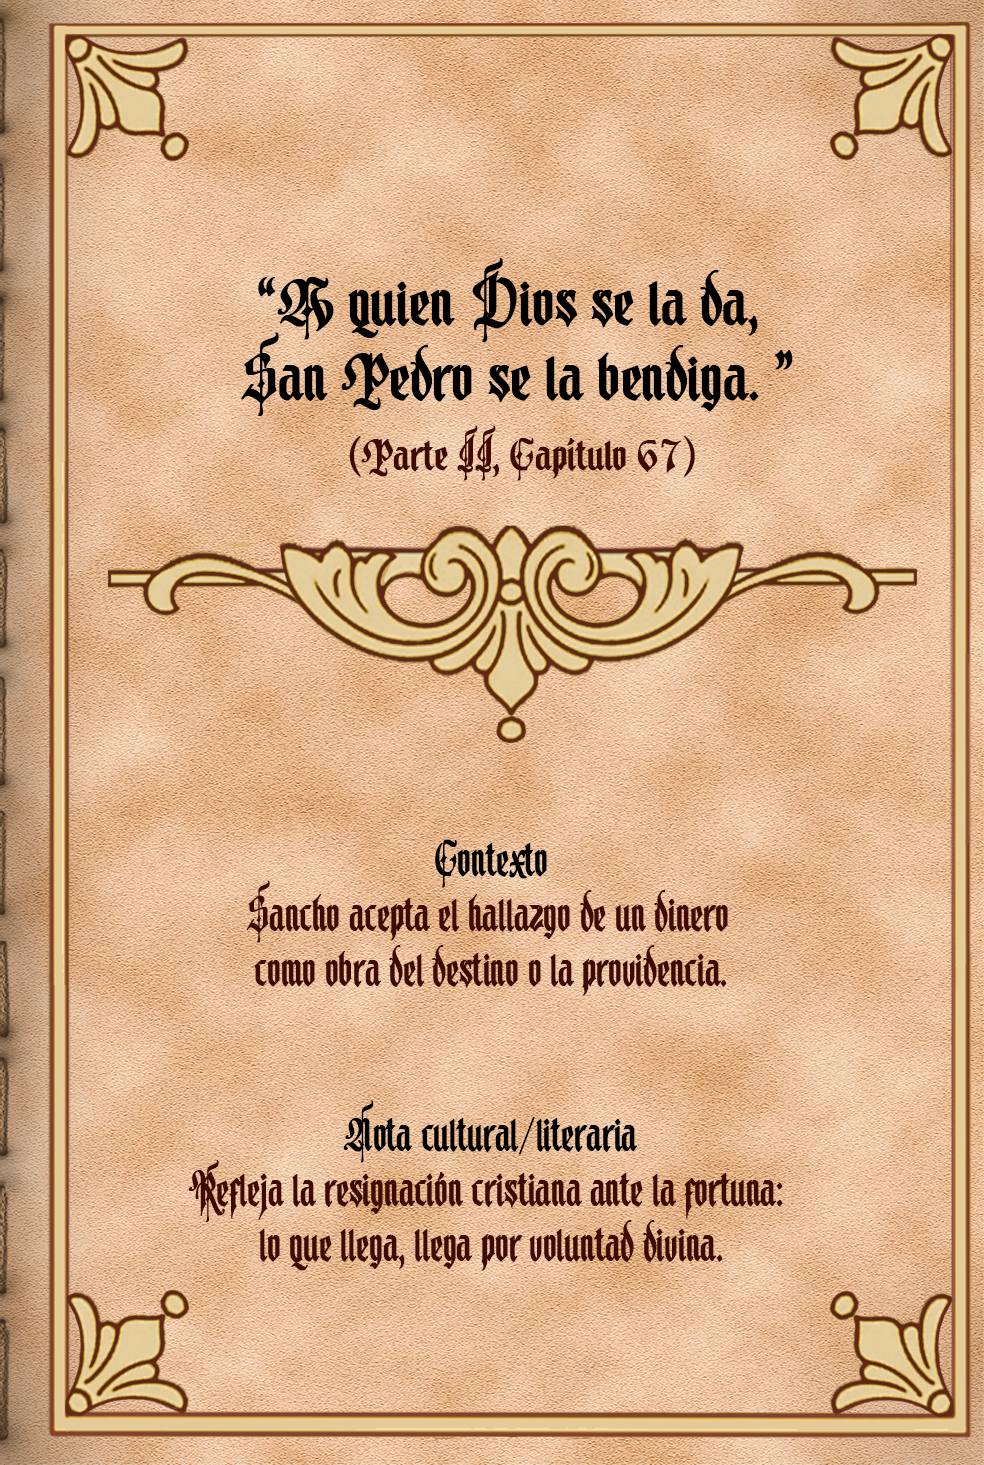 “A quien Dios se la da,
San Pedro se la bendiga. ”
(Parte II, Capítulo 67)
Contexto
Sancho acepta el hallazgo de un dinero
como obra del destino o la providencia.
Nota cultural/literaria
Refleja la resignación cristiana ante la fortuna:
lo que llega, llega por voluntad divina.